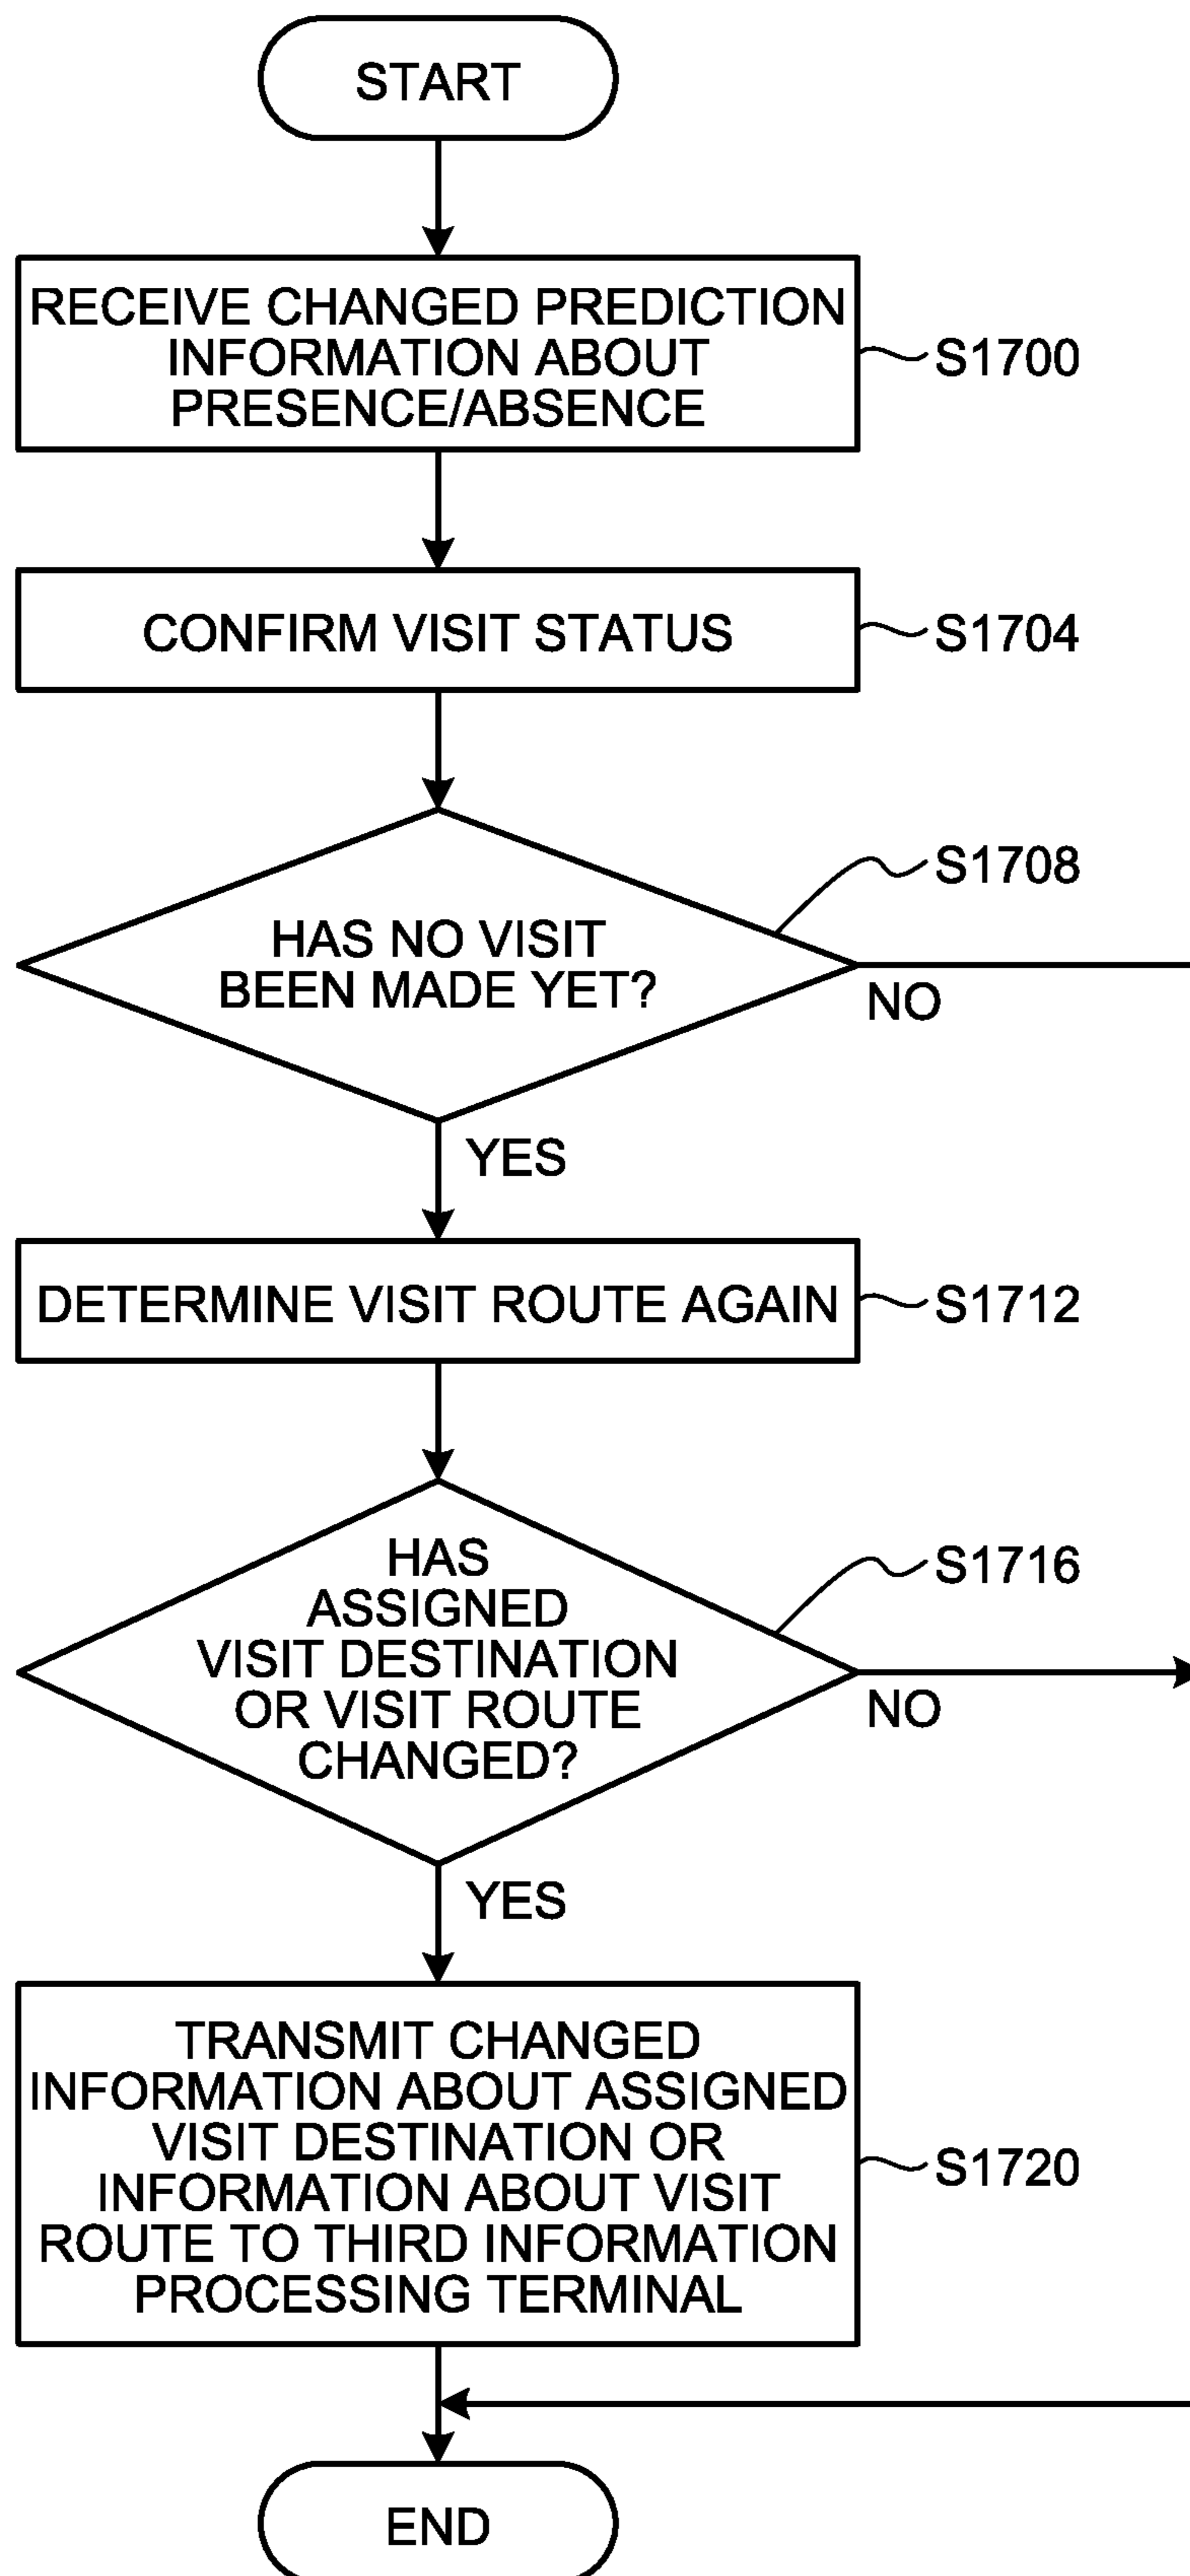 START
RECEIVE CHANGED PREDICTION
INFORMATION ABOUT
PRESENCE/ABSENCE
S1700
CONFIRM VISIT STATUS
S1704
S1708
HAS NO VISIT
BEEN MADE YET?
NO
YES
DETERMINE VISIT ROUTE AGAIN
S1712
S1716
HAS
ASSIGNED
VISIT DESTINATION
OR VISIT ROUTE
CHANGED?
NO
YES
TRANSMIT CHANGED
INFORMATION ABOUT ASSIGNED
VISIT DESTINATION OR
INFORMATION ABOUT VISIT
ROUTE TO THIRD INFORMATION
PROCESSING TERMINAL
S1720
END